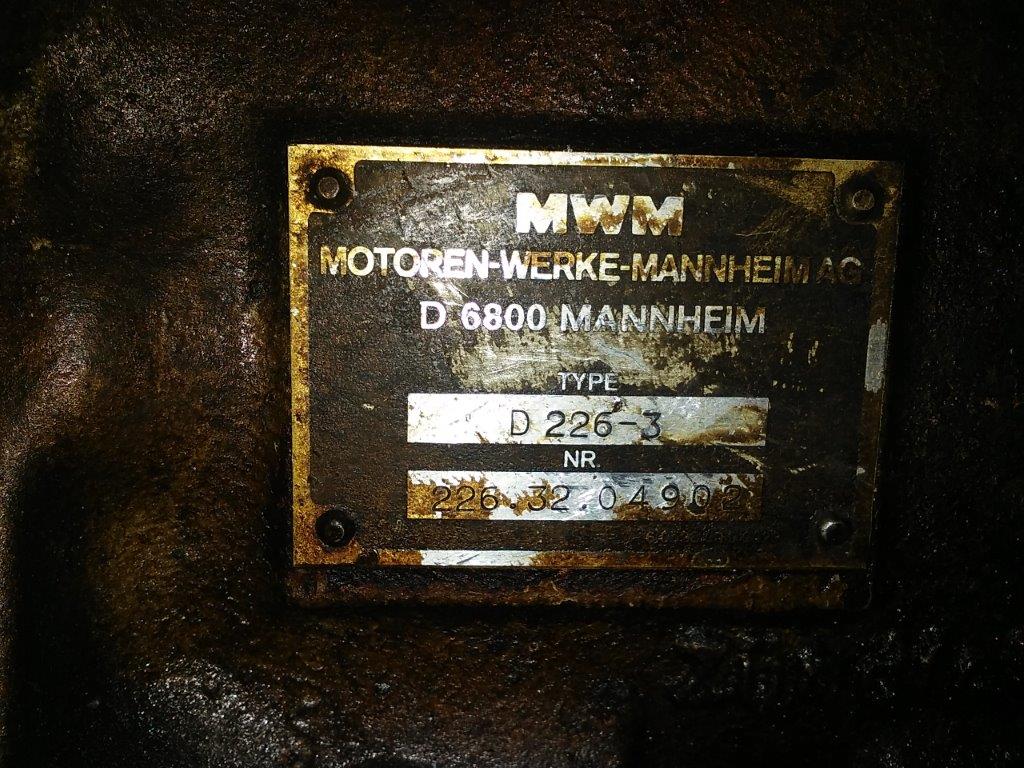 MWM
MOTOREN-WERKE-MANNHEIM AG
D 6800 MANNHEIM
TYPE
D 226-3
NR.
226.32.04902